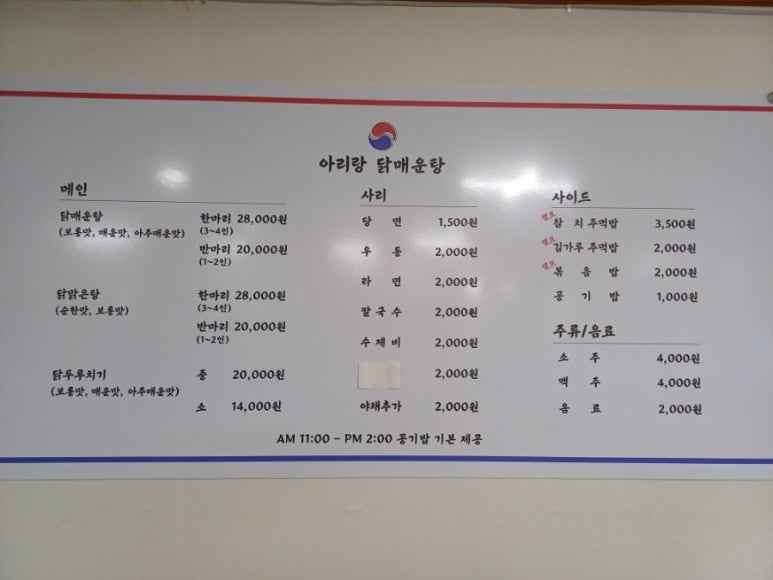 아리랑 닭매운탕
메인
닭매운탕 한마리 28,000원
(보통맛, 매운맛, 아주매운맛) (3~4인)
반마리 20,000원
(1~2인)
닭맑은탕 한마리 28,000원
(순한맛, 보통맛) (3~4인)
반마리 20,000원
(1~2인)
닭두루치기 중 20,000원
(보통맛, 매운맛, 아주매운맛)
소 14,000원
사리
당 면 1,500원
우 동 2,000원
라 면 2,000원
칼국수 2,000원
수제비 2,000원
2,000원
야채추가 2,000원
사이드
셀프 참 치 주먹밥 3,500원
셀프 김가루 주먹밥 2,000원
셀프 볶 음 밥 2,000원
공 기 밥 1,000원
주류/음료
소 주 4,000원
맥 주 4,000원
음 료 2,000원
AM 11:00 - PM 2:00 공기밥 기본 제공